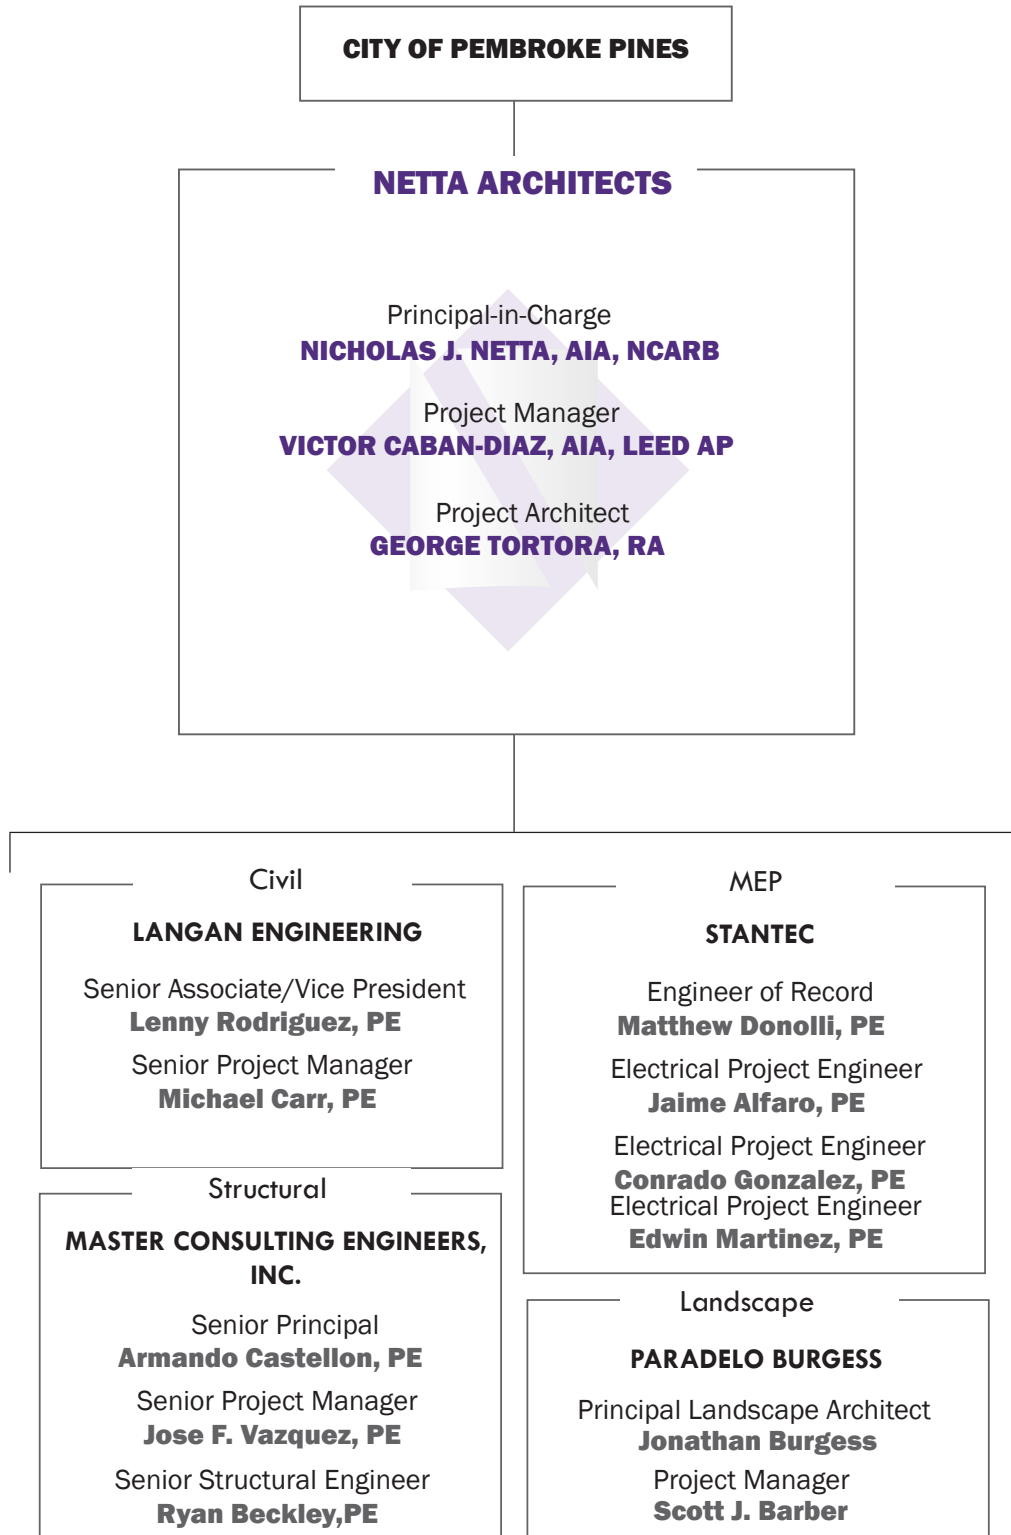 CITY OF PEMBROKE PINES
NETTA ARCHITECTS
Principal-in-Charge
NICHOLAS J. NETTA, AIA, NCARB
Project Manager
VICTOR CABAN-DIAZ, AIA, LEED AP
Project Architect
GEORGE TORTORA, RA
Civil
LANGAN ENGINEERING
Senior Associate/Vice President
Lenny Rodriguez, PE
Senior Project Manager
Michael Carr, PE
Structural
MASTER CONSULTING ENGINEERS,
INC.
Senior Principal
Armando Castellon, PE
Senior Project Manager
Jose F. Vazquez, PE
Senior Structural Engineer
Ryan Beckley,PE
MEP
STANTEC
Engineer of Record
Matthew Donolli, PE
Electrical Project Engineer
Jaime Alfaro, PE
Electrical Project Engineer
Conrado Gonzalez, PE
Electrical Project Engineer
Edwin Martinez, PE
Landscape
PARADELO BURGESS
Principal Landscape Architect
Jonathan Burgess
Project Manager
Scott J. Barber